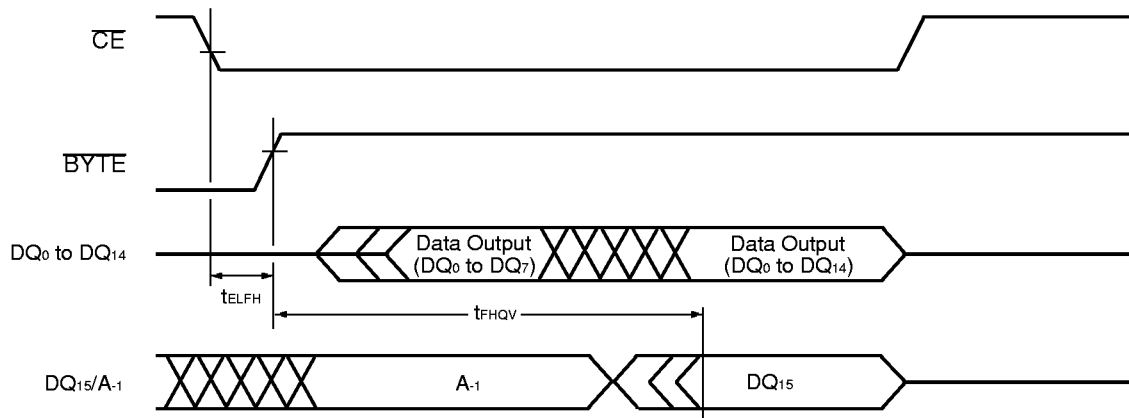 CE
BYTE
DQ0 to DQ14
Data Output
(DQ0 to DQ7)
Data Output
(DQ0 to DQ14)
tELFH
tFHQV
DQ15/A-1
A-1
DQ15